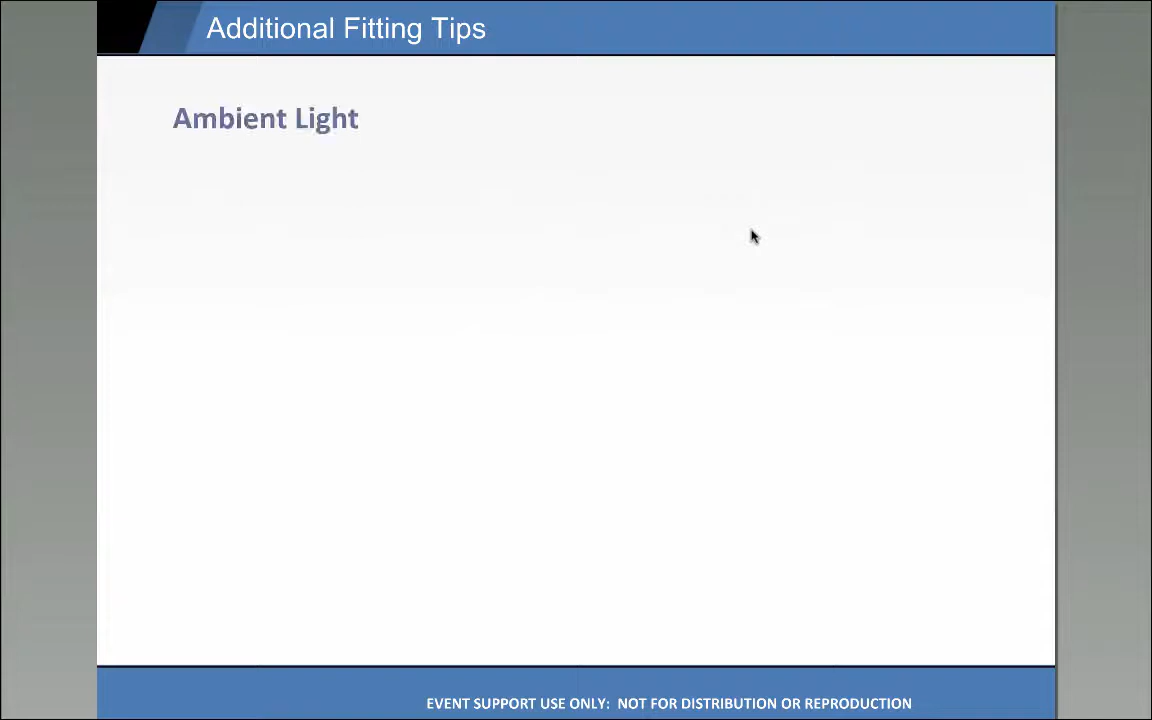 Additional Fitting Tips
Ambient Light
EVENT SUPPORT USE ONLY:  NOT FOR DISTRIBUTION OR REPRODUCTION